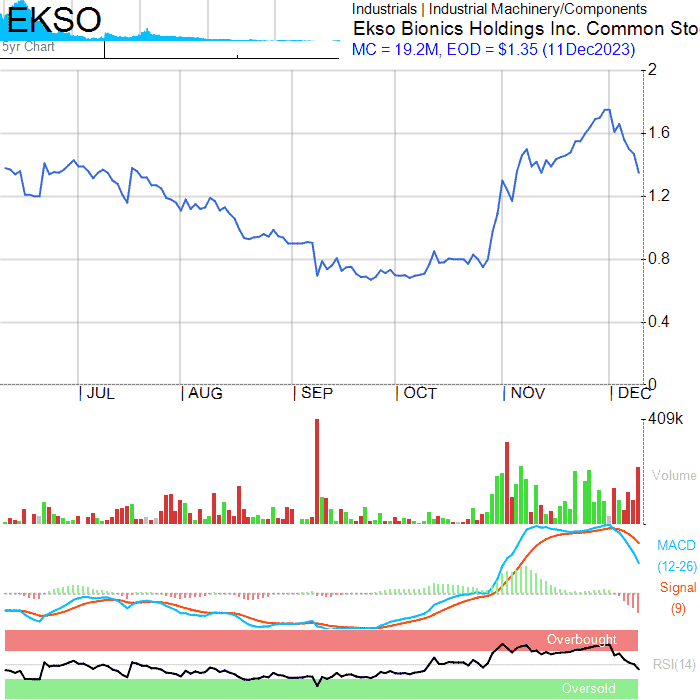 EKSO
5yr Chart
Industrials | Industrial Machinery/Components
Ekso Bionics Holdings Inc. Common Sto
MC = 19.2M, EOD = $1.35 (11Dec2023)
2
1.6
1.2
0.8
0.4
0
| JUL | AUG | SEP | OCT | NOV | DEC
409k
Volume
MACD
(12-26)
Signal
(9)
Overbought
RSI(14)
Oversold